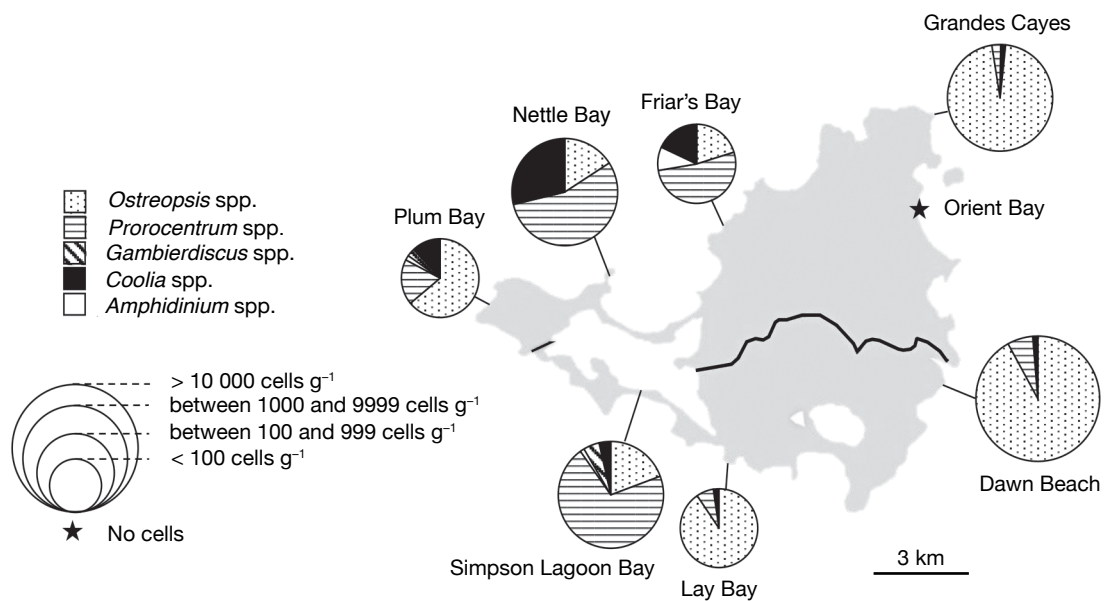 Grandes Cayes
Friar's Bay
Nettle Bay
Ostreopsis spp.
Prorocentrum spp.
Gambierdiscus spp.
Coolia spp.
Amphidinium spp.
Plum Bay
Orient Bay
> 10 000 cells g⁻¹
between 1000 and 9999 cells g⁻¹
between 100 and 999 cells g⁻¹
< 100 cells g⁻¹
No cells
Dawn Beach
Simpson Lagoon Bay
Lay Bay
3 km